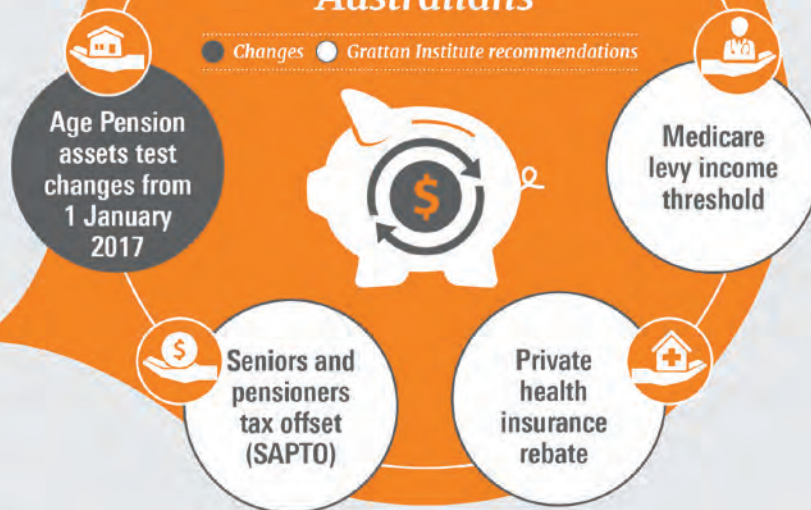 Australians
Changes Grattan Institute recommendations
Age Pension
assets test
changes from
1 January
2017
$
Medicare
levy income
threshold
$
Seniors and
pensioners
tax offset
(SAPTO)
Private
health
insurance
rebate